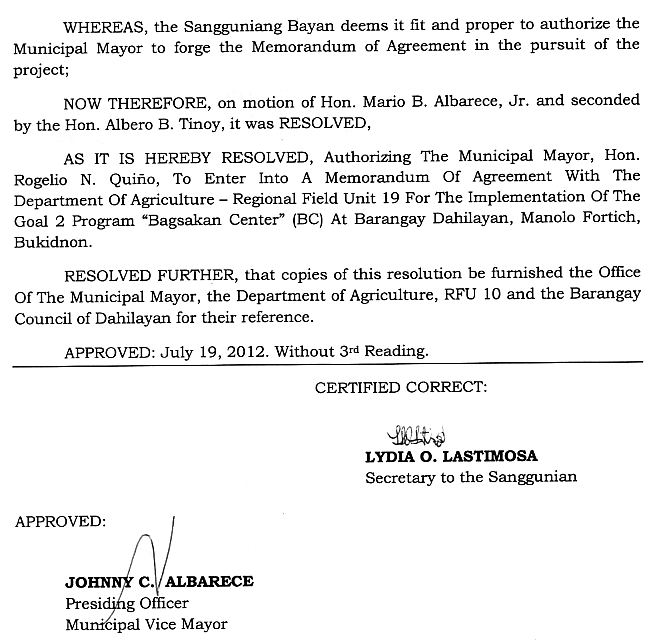 WHEREAS, the Sangguniang Bayan deems it fit and proper to authorize the
Municipal Mayor to forge the Memorandum of Agreement in the pursuit of the
project;
NOW THEREFORE, on motion of Hon. Mario B. Albarece, Jr. and seconded
by the Hon. Albero B. Tinoy, it was RESOLVED,
AS IT IS HEREBY RESOLVED, Authorizing The Municipal Mayor, Hon.
Rogelio N. Quiño, To Enter Into A Memorandum Of Agreement With The
Department Of Agriculture – Regional Field Unit 19 For The Implementation Of The
Goal 2 Program “Bagsakan Center” (BC) At Barangay Dahilayan, Manolo Fortich,
Bukidnon.
RESOLVED FURTHER, that copies of this resolution be furnished the Office
Of The Municipal Mayor, the Department of Agriculture, RFU 10 and the Barangay
Council of Dahilayan for their reference.
APPROVED: July 19, 2012. Without 3rd Reading.
CERTIFIED CORRECT:
LYDIA O. LASTIMOSA
Secretary to the Sanggunian
APPROVED:
JOHNNY C. ALBARECE
Presiding Officer
Municipal Vice Mayor